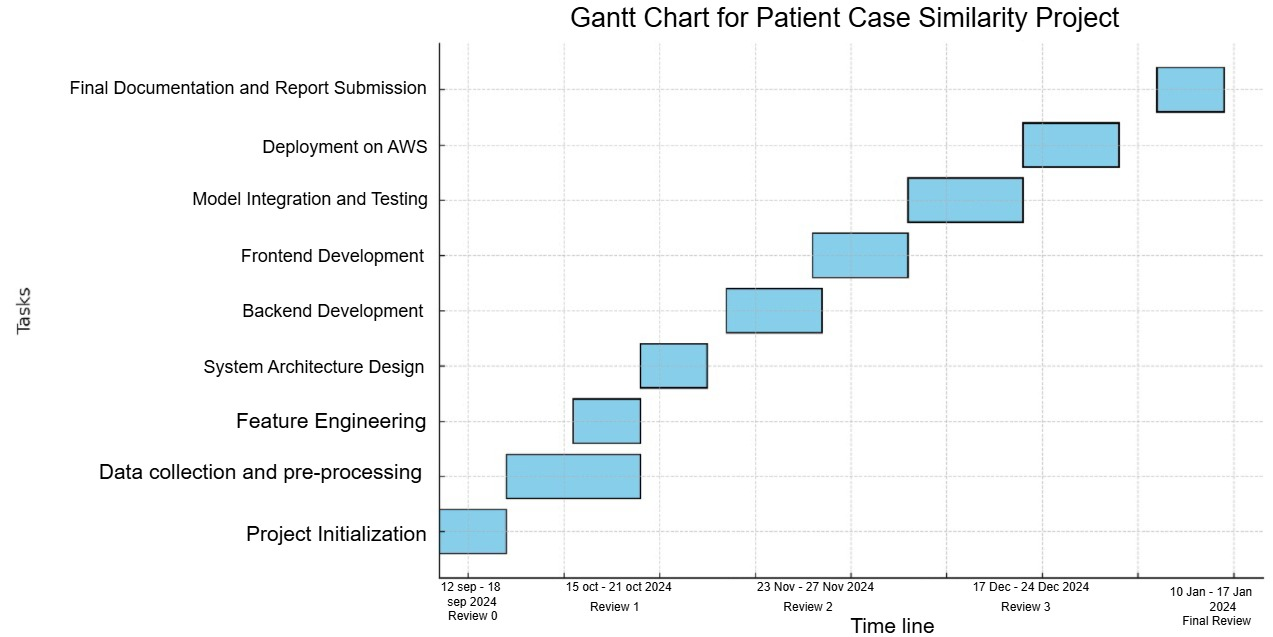 Gantt Chart for Patient Case Similarity Project
Final Documentation and Report Submission
Deployment on AWS
Model Integration and Testing
Frontend Development
Backend Development
System Architecture Design
Feature Engineering
Data collection and pre-processing
Project Initialization
Tasks
12 sep - 18
sep 2024
Review 0
15 oct - 21 oct 2024
Review 1
23 Nov - 27 Nov 2024
Review 2
17 Dec - 24 Dec 2024
Review 3
10 Jan - 17 Jan
2024
Final Review
Time line